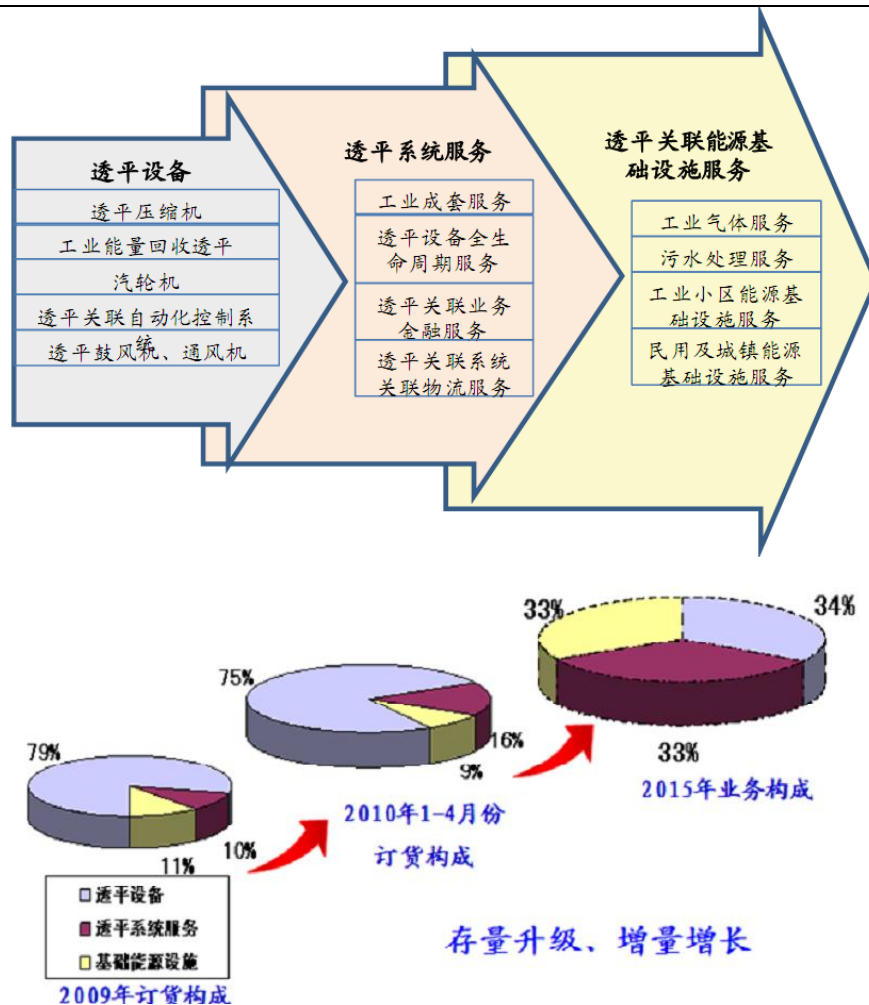 透平设备
透平压缩机
工业能量回收透平
汽轮机
透平关联自动化控制系
统
透平鼓风机、通风机
透平系统服务
工业成套服务
透平设备全生
命周期服务
透平关联业务
金融服务
透平关联系统
关联物流服务
透平关联能源基
础设施服务
工业气体服务
污水处理服务
工业小区能源基
础设施服务
民用及城镇能源
基础设施服务
79%
11%
10%
2009年订货构成
75%
16%
9%
2010年1-4月份
订货构成
33%
34%
33%
2015年业务构成
透平设备
透平系统服务
基础能源设施
存量升级、增量增长